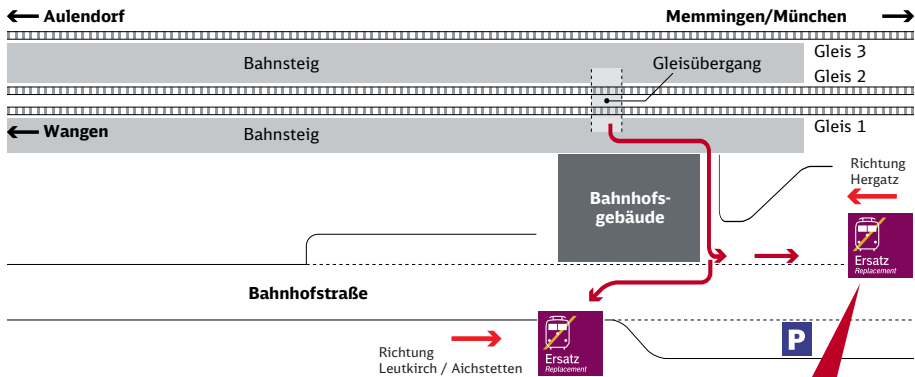 Aulendorf
Memmingen/München
Bahnsteig
Gleisübergang
Gleis 3
Gleis 2
Wangen
Bahnsteig
Gleis 1
Richtung
Hergatz
Bahnhofs-
gebäude
Ersatz
Replacement
Bahnhofstraße
P
Richtung
Leutkirch / Aichstetten
Ersatz
Replacement